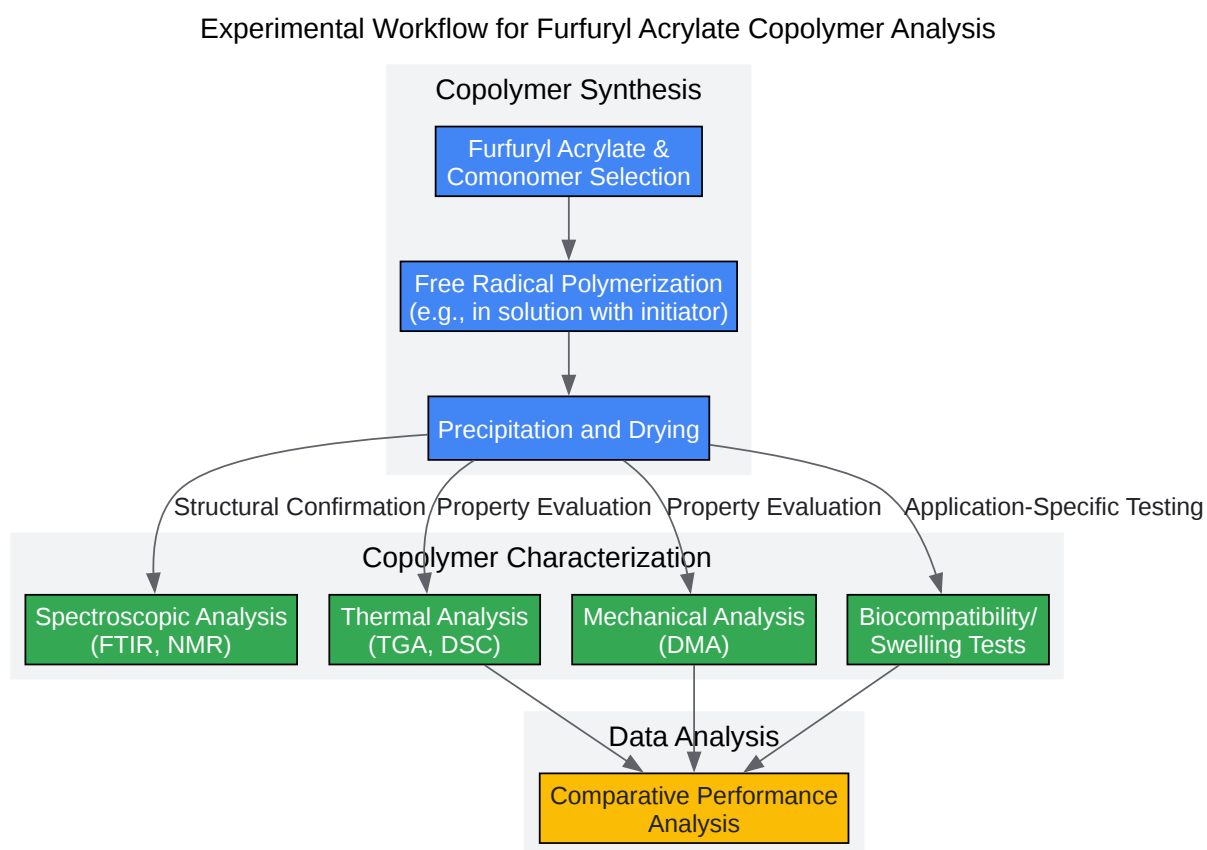 Experimental Workflow for Furfuryl Acrylate Copolymer Analysis
Copolymer Synthesis
Furfuryl Acrylate &
Comonomer Selection
Free Radical Polymerization
(e.g., in solution with initiator)
Precipitation and Drying
Structural Confirmation
Property Evaluation
Property Evaluation
Application-Specific Testing
Copolymer Characterization
Spectroscopic Analysis
(FTIR, NMR)
Thermal Analysis
(TGA, DSC)
Mechanical Analysis
(DMA)
Biocompatibility/
Swelling Tests
Data Analysis
Comparative Performance
Analysis